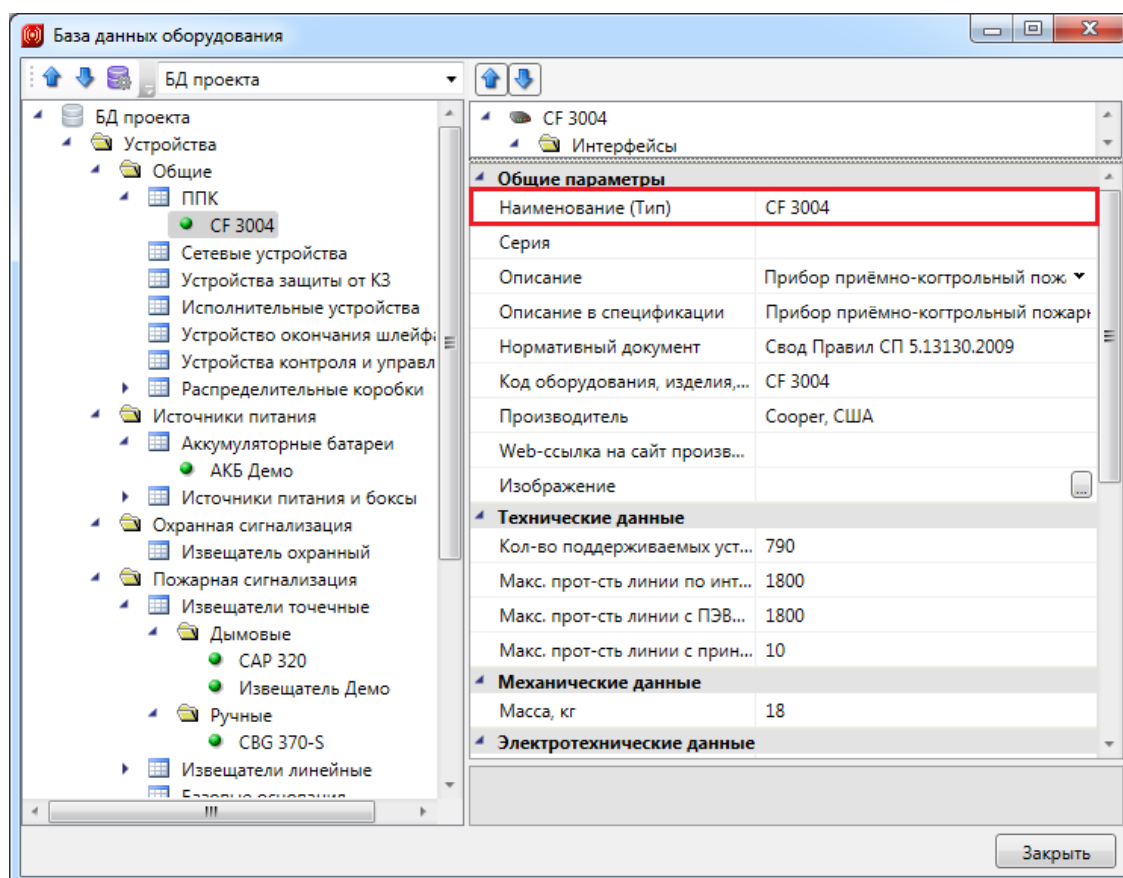 База данных оборудования
БД проекта
БД проекта
Устройства
Общие
ППК
CF 3004
Сетевые устройства
Устройства защиты от КЗ
Исполнительные устройства
Устройство окончания шлейфа
Устройства контроля и управл
Распределительные коробки
Источники питания
Аккумуляторные батареи
АКБ Демо
Источники питания и боксы
Охранная сигнализация
Извещатель охранный
Пожарная сигнализация
Извещатели точечные
Дымовые
CAP 320
Извещатель Демо
Ручные
CBG 370-S
Извещатели линейные
Базовые основания
CF 3004
Интерфейсы
Общие параметры
Наименование (Тип) CF 3004
Серия
Описание Прибор приёмно-когтрольный пож
Описание в спецификации Прибор приёмно-когтрольный пожарн
Нормативный документ Свод Правил СП 5.13130.2009
Код оборудования, изделия,... CF 3004
Производитель Cooper, США
Web-ссылка на сайт произв...
Изображение ...
Технические данные
Кол-во поддерживаемых уст... 790
Макс. прот-сть линии по инт... 1800
Макс. прот-сть линии с ПЭВ... 1800
Макс. прот-сть линии с прин... 10
Механические данные
Масса, кг 18
Электротехнические данные
Закрыть